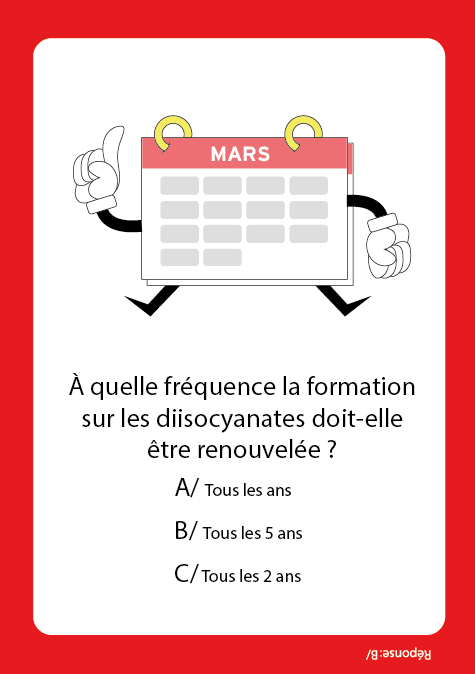 MARS
À quelle fréquence la formation
sur les diisocyanates doit-elle
être renouvelée ?
A/ Tous les ans
B/ Tous les 5 ans
C/ Tous les 2 ans
Réponse: B/